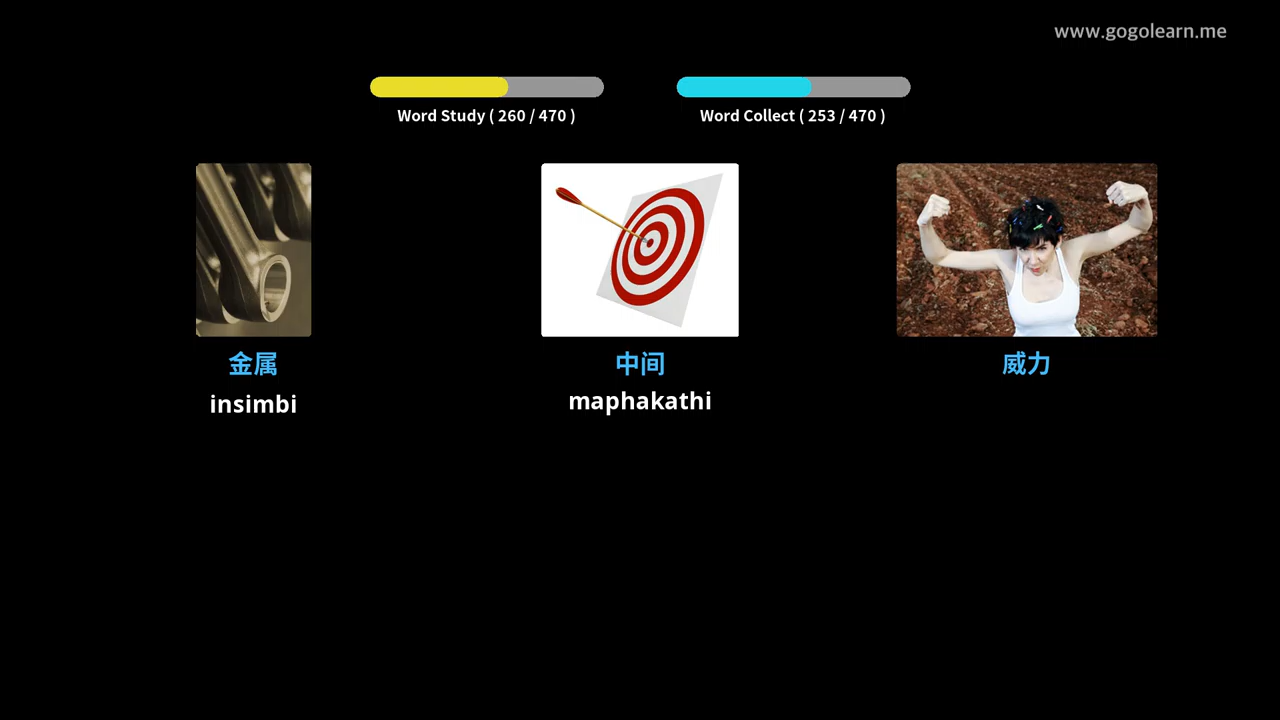 www.gogolearn.me
Word Study ( 260 / 470 )
Word Collect ( 253 / 470 )
金属
中间
威力
insimbi
maphakathi